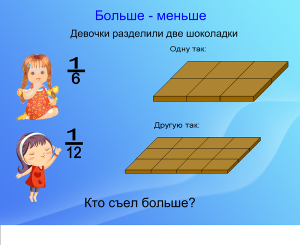 Больше - меньше
Девочки разделили две шоколадки
Одну так:
1
6
Другую так:
1
12
Кто съел больше?